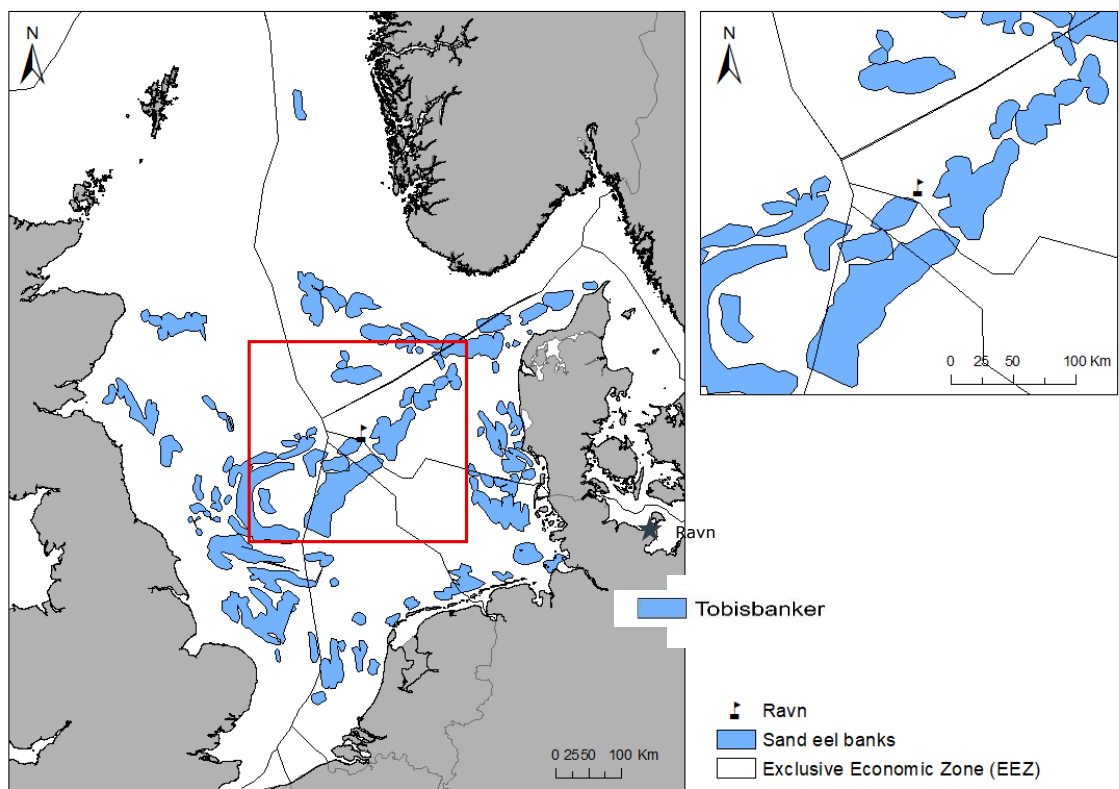 N
N
0 25 50 100 Km
Ravn
Tobisbanker
0 2550 100 Km
Ravn
Sand eel banks
Exclusive Economic Zone (EEZ)